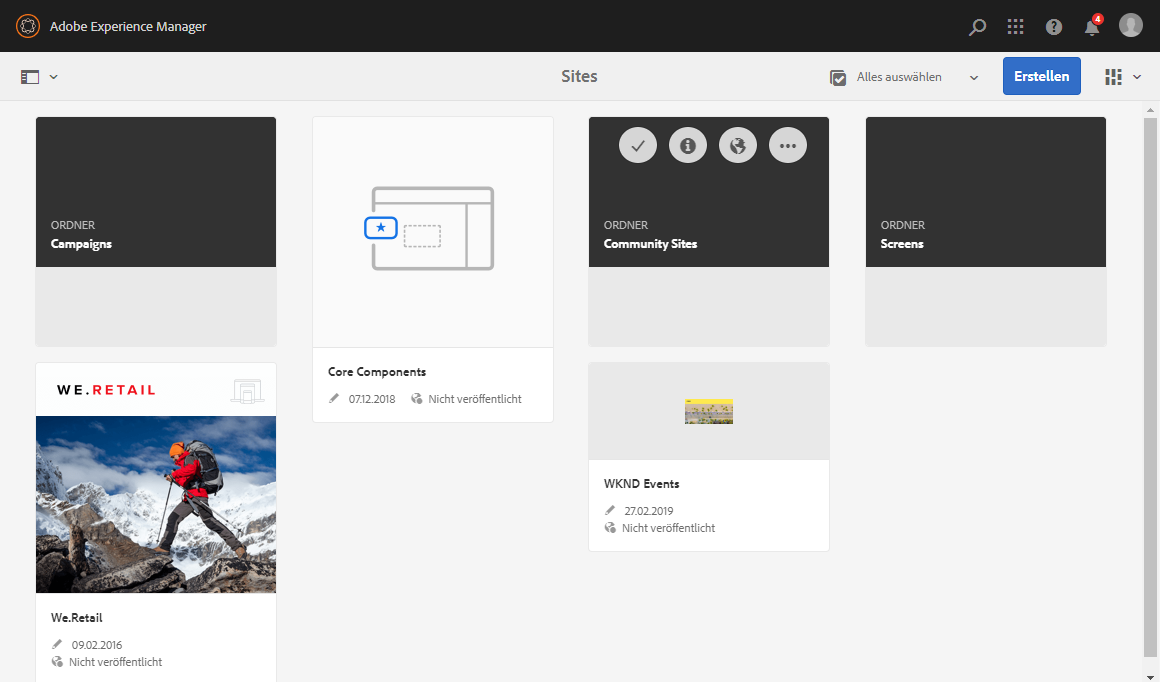 Adobe Experience Manager
4
Sites
Alles auswählen
Erstellen
ORDNER
Campaigns
ORDNER
Community Sites
ORDNER
Screens
Core Components
07.12.2018 Nicht veröffentlicht
WE.RETAIL
We.Retail
09.02.2016
Nicht veröffentlicht
WKND Events
27.02.2019
Nicht veröffentlicht